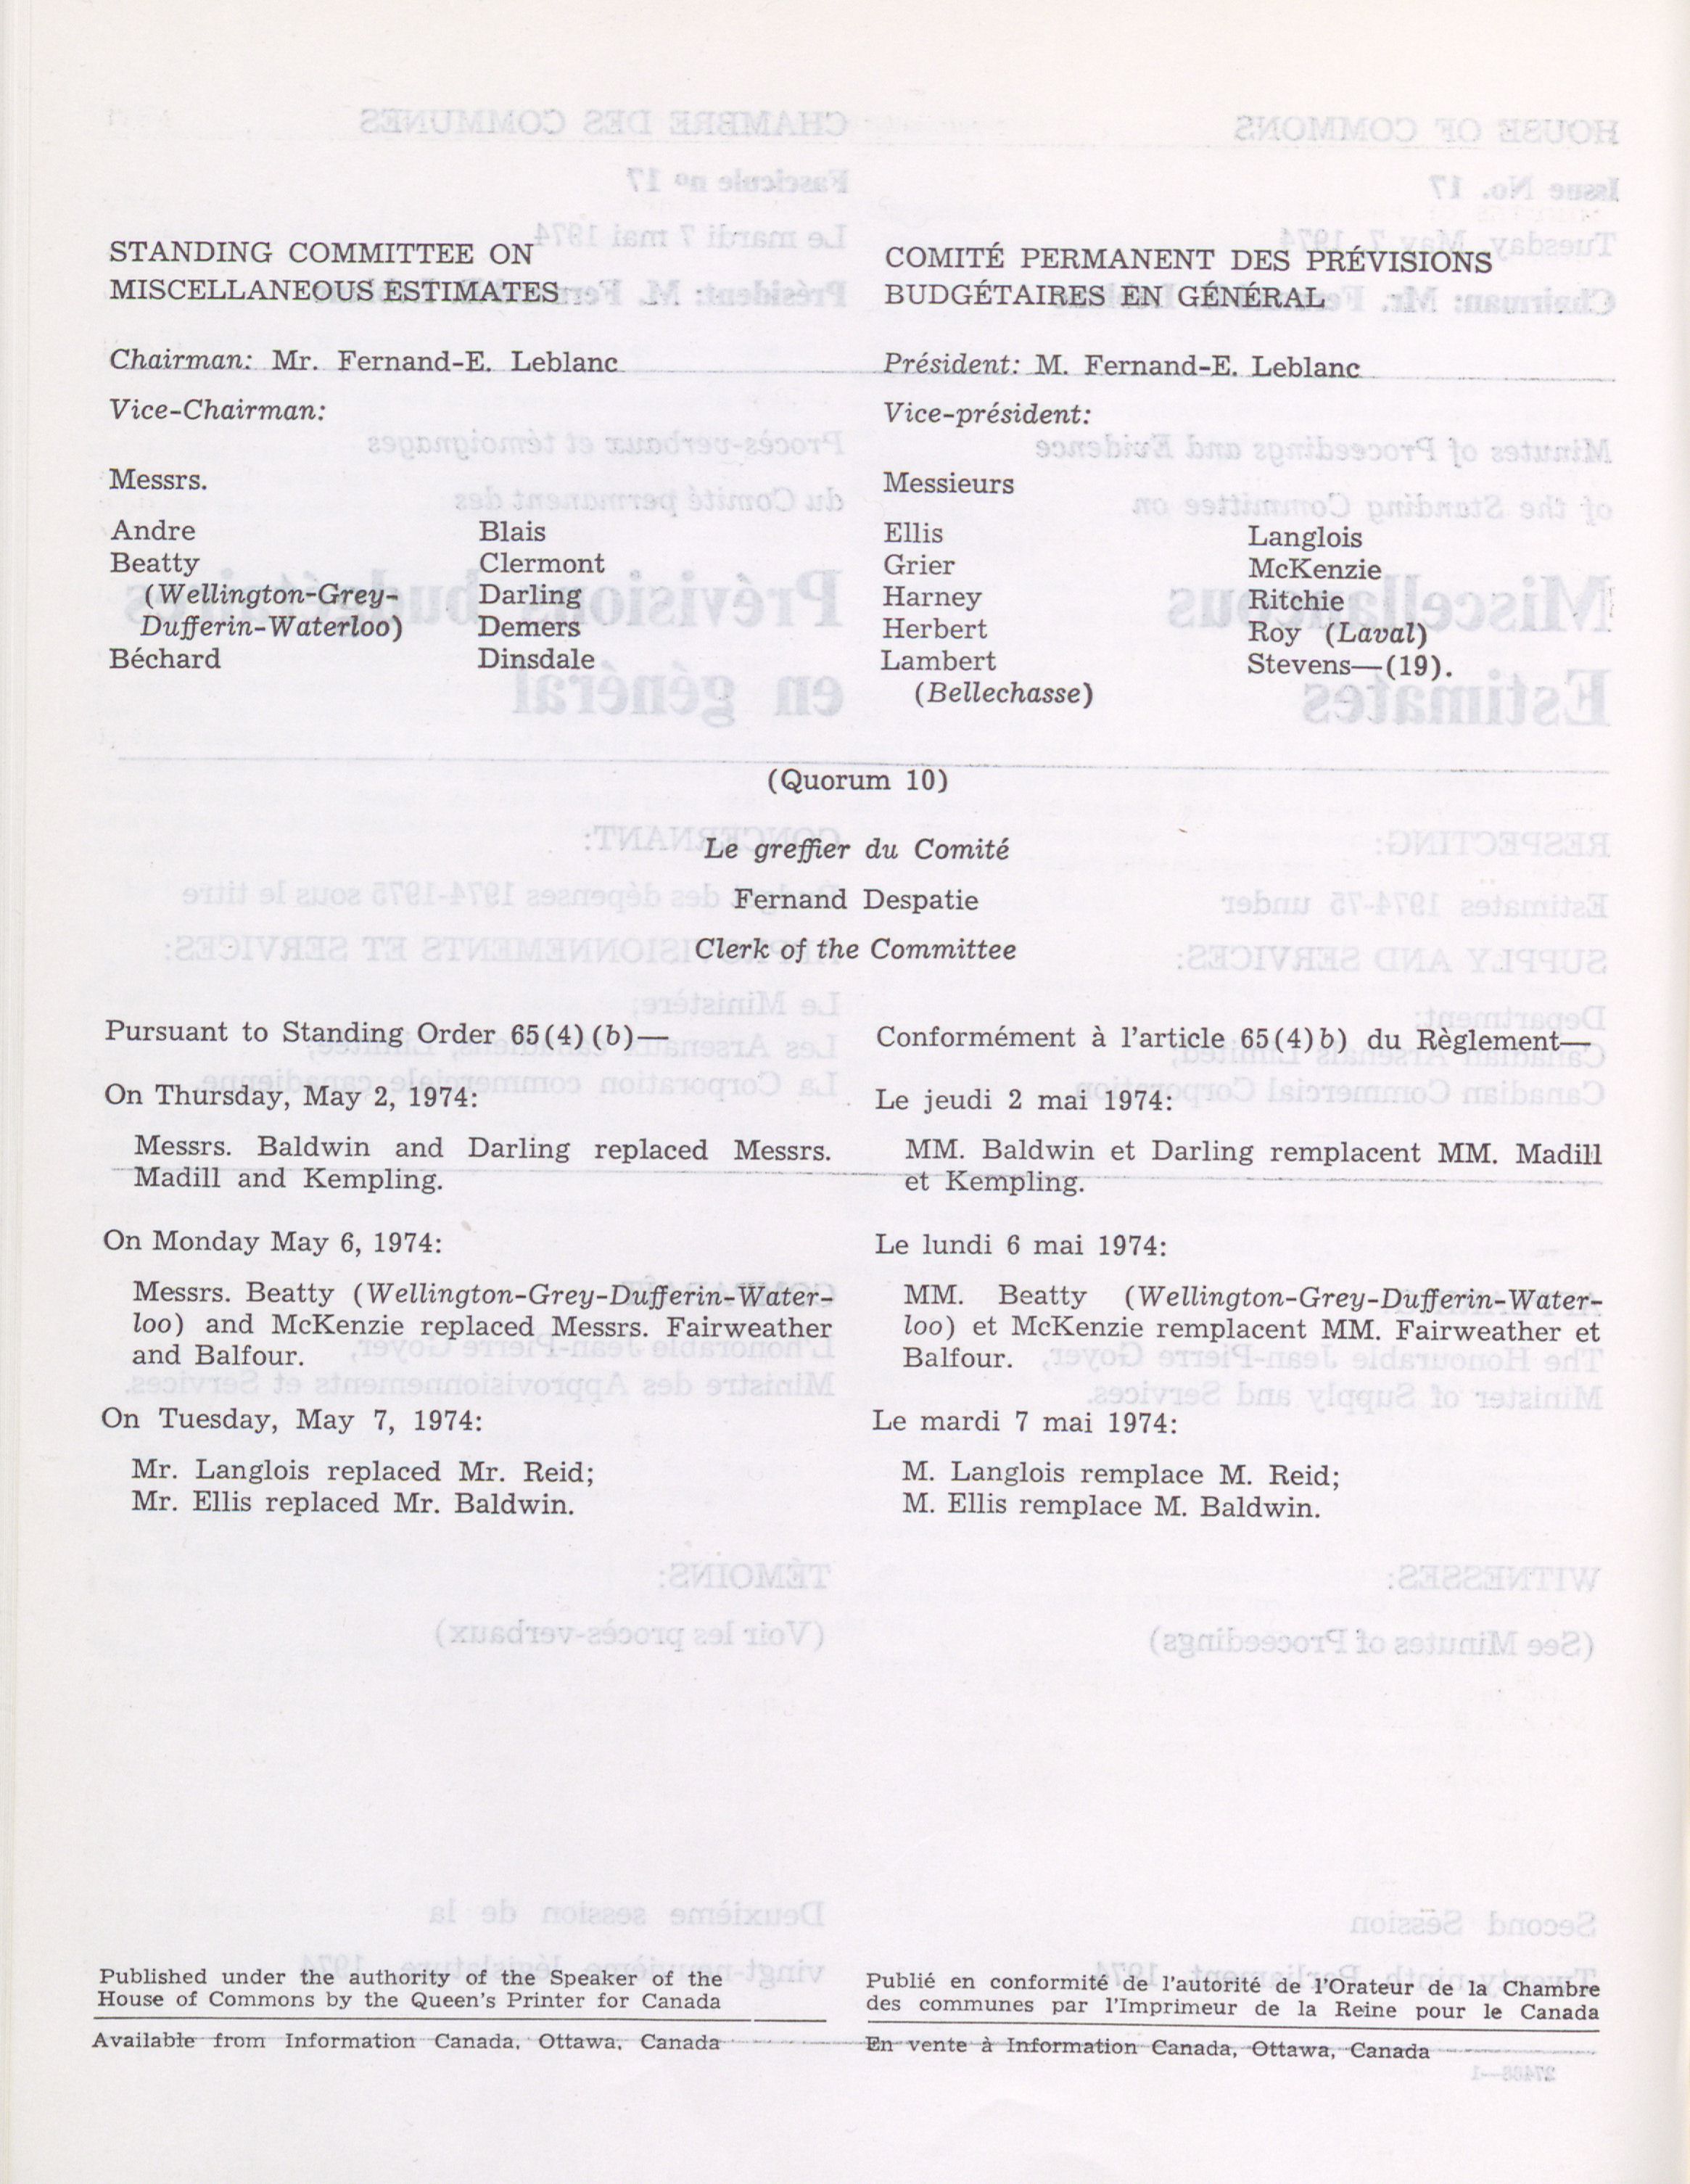 STANDING COMMITTEE ON
MISCELLANEOUS ESTIMATES
Chairman: Mr. Fernand-E. Leblanc
Vice-Chairman:
Messrs.
Andre
Beatty
(Wellington-Grey-
Dufferin-Waterloo)
Béchard
Blais
Clermont
Darling
Demers
Dinsdale
COMITÉ PERMANENT DES PRÉVISIONS
BUDGÉTAIRES EN GÉNÉRAL
Président: M. Fernand-E. Leblanc
Vice-président:
Messieurs
Ellis
Grier
Harney
Herbert
Lambert
(Bellechasse)
Langlois
McKenzie
Ritchie
Roy (Laval)
Stevens—(19).
(Quorum 10)
Le greffier du Comité
Fernand Despatie
Clerk of the Committee
Pursuant to Standing Order 65(4)(b)—
On Thursday, May 2, 1974:
Messrs. Baldwin and Darling replaced Messrs.
Madill and Kempling.
On Monday May 6, 1974:
Messrs. Beatty (Wellington-Grey-Dufferin-Water-
loo) and McKenzie replaced Messrs. Fairweather
and Balfour.
On Tuesday, May 7, 1974:
Mr. Langlois replaced Mr. Reid;
Mr. Ellis replaced Mr. Baldwin.
Conformément à l'article 65(4)b) du Règlement—
Le jeudi 2 mai 1974:
MM. Baldwin et Darling remplacent MM. Madill
et Kempling.
Le lundi 6 mai 1974:
MM. Beatty (Wellington-Grey-Dufferin-Water-
loo) et McKenzie remplacent MM. Fairweather et
Balfour.
Le mardi 7 mai 1974:
M. Langlois remplace M. Reid;
M. Ellis remplace M. Baldwin.
Published under the authority of the Speaker of the
House of Commons by the Queen's Printer for Canada
Available from Information Canada, Ottawa, Canada
Publié en conformité de l'autorité de l'Orateur de la Chambre
des communes par l'Imprimeur de la Reine pour le Canada
En vente à Information Canada, Ottawa, Canada